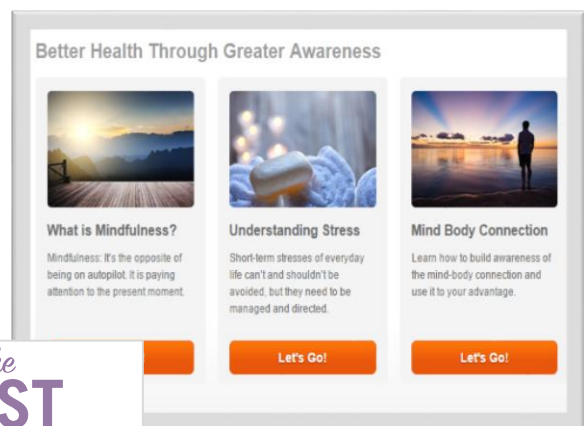 Better Health Through Greater Awareness
What is Mindfulness?
Mindfulness: It's the opposite of
being on autopilot. It is paying
attention to the present moment.
Understanding Stress
Short-term stresses of everyday
life can't and shouldn't be
avoided, but they need to be
managed and directed.
Let's Go!
Mind Body Connection
Learn how to build awareness of
the mind-body connection and
use it to your advantage.
Let's Go!